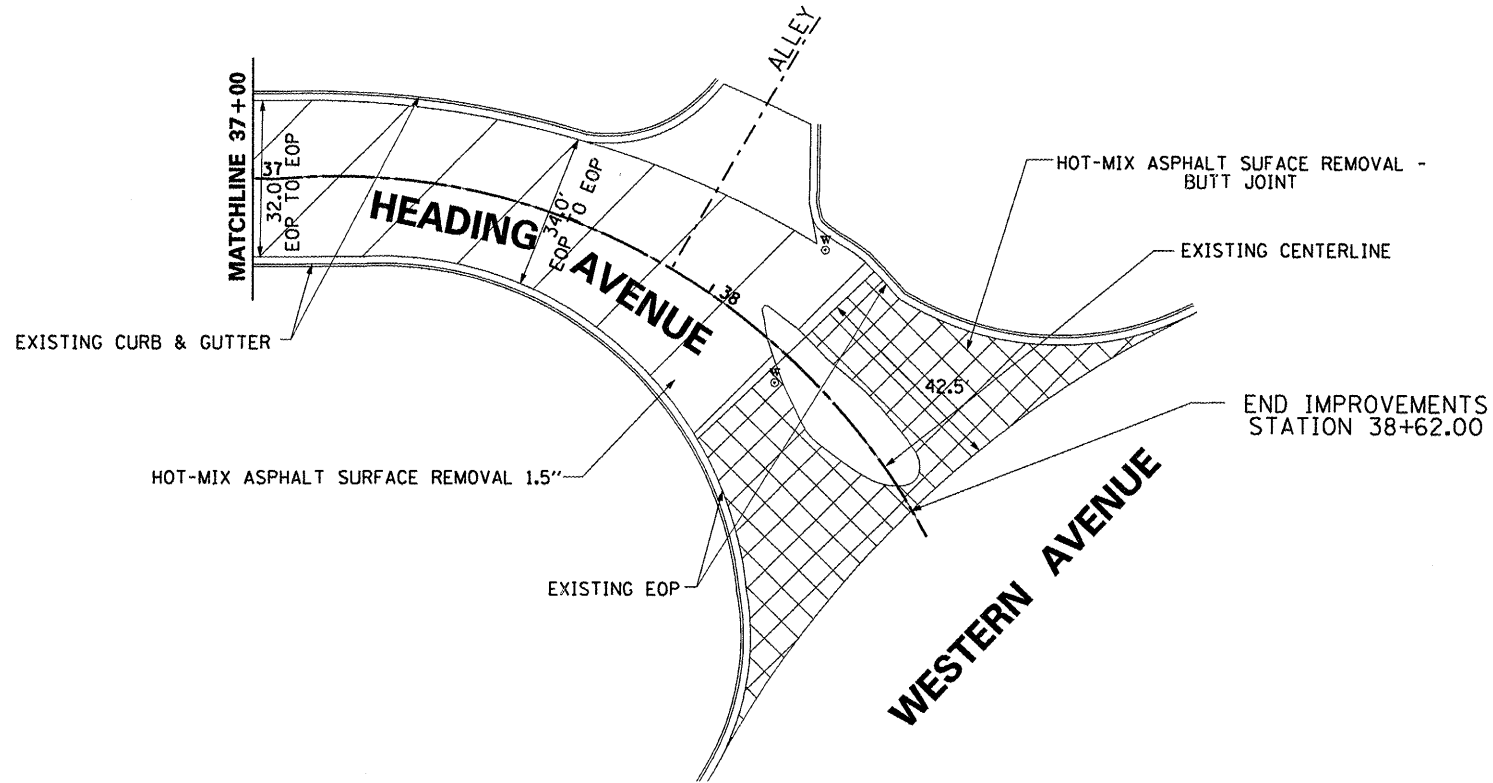 ALLEY
MATCHLINE 37+00
37
32.0'
EOP TO EOP
34.0'
EOP TO EOP
HEADING AVENUE
38
HOT-MIX ASPHALT SUFACE REMOVAL -
BUTT JOINT
EXISTING CENTERLINE
EXISTING CURB & GUTTER
W
W
42.5'
END IMPROVEMENTS
STATION 38+62.00
HOT-MIX ASPHALT SURFACE REMOVAL 1.5"
EXISTING EOP
WESTERN AVENUE